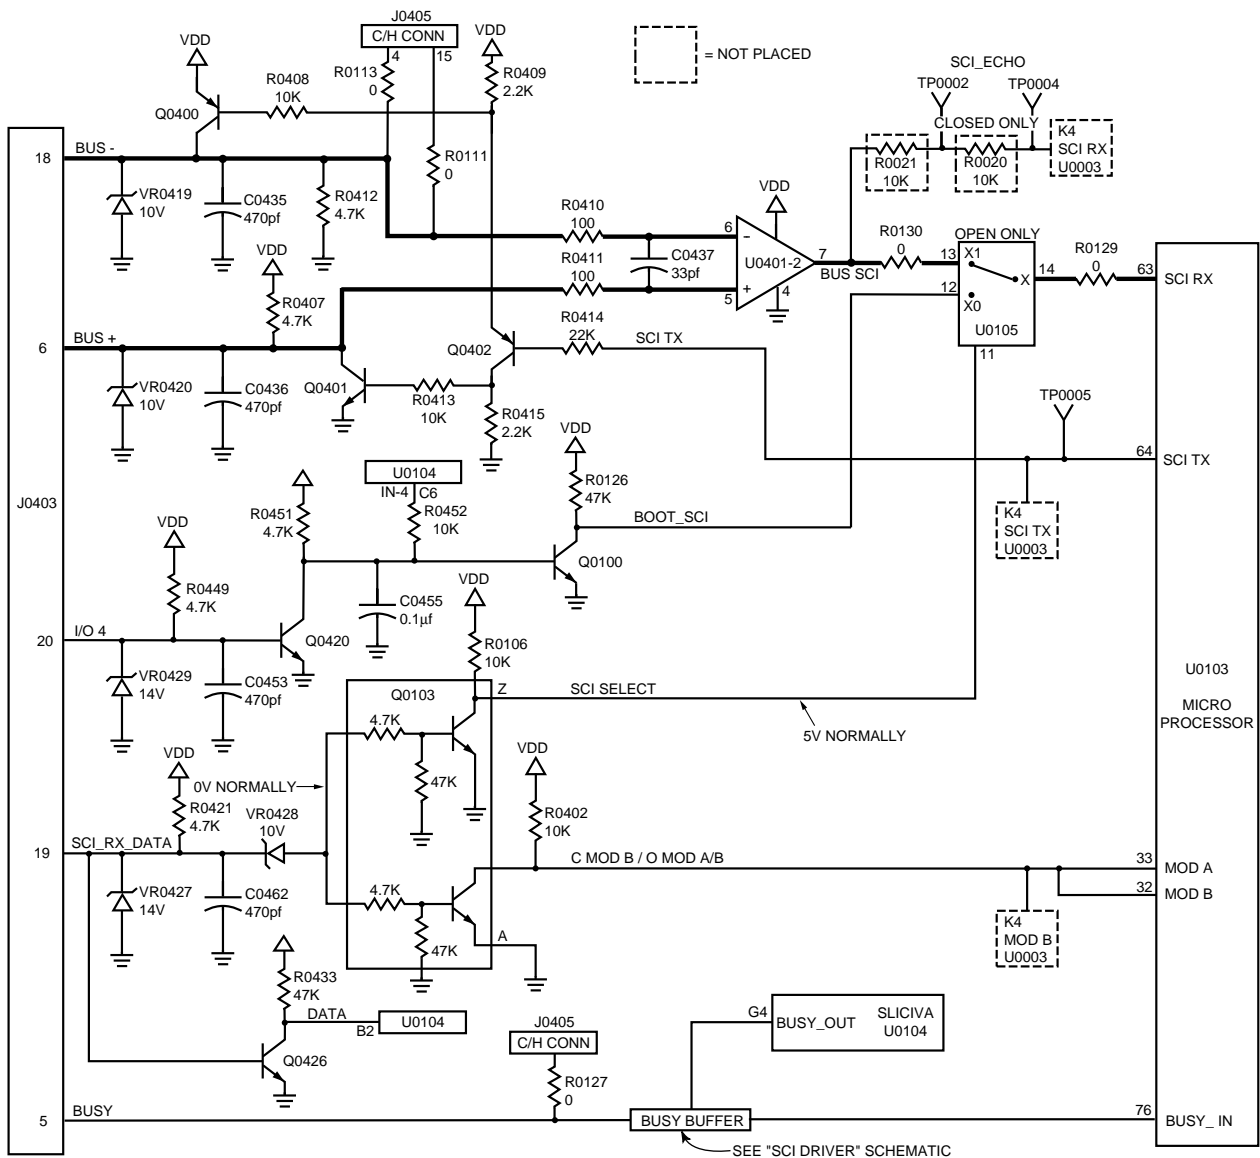 J0405
C/H CONN
4
15
VDD
VDD
= NOT PLACED
SCI_ECHO
TP0002
TP0004
CLOSED ONLY
R0408
10K
R0113
0
R0409
2.2K
Q0400
K4
SCI RX
U0003
R0021
10K
R0020
10K
18
BUS -
R0111
0
VR0419
10V
C0435
470pf
R0412
4.7K
VDD
R0410
100
VDD
6
−
U0401-2
7
BUS SCI
+
5
4
C0437
33pf
R0411
100
R0130
0
OPEN ONLY
13
X1
X
14
12
X0
U0105
11
R0129
0
63
SCI RX
R0407
4.7K
R0414
22K
SCI TX
6
BUS +
Q0402
VR0420
10V
C0436
470pf
Q0401
R0413
10K
R0415
2.2K
TP0005
VDD
64
SCI TX
U0104
IN-4
C6
R0126
47K
J0403
R0451
4.7K
R0452
10K
BOOT_SCI
K4
SCI TX
U0003
VDD
Q0100
R0449
4.7K
VDD
C0455
0.1µf
20
I/O 4
Q0420
R0106
10K
VR0429
14V
C0453
470pf
Q0103
Z
SCI SELECT
U0103
MICRO
PROCESSOR
4.7K
5V NORMALLY
VDD
VDD
0V NORMALLY
47K
R0421
4.7K
VR0428
10V
R0402
10K
19
SCI_RX_DATA
C MOD B / O MOD A/B
33
MOD A
32
MOD B
VR0427
14V
C0462
470pf
4.7K
K4
MOD B
U0003
A
47K
R0433
47K
DATA
B2
U0104
J0405
C/H CONN
G4
BUSY_OUT
SLICIVA
U0104
Q0426
R0127
0
5
BUSY
BUSY BUFFER
76
BUSY_ IN
SEE "SCI DRIVER" SCHEMATIC